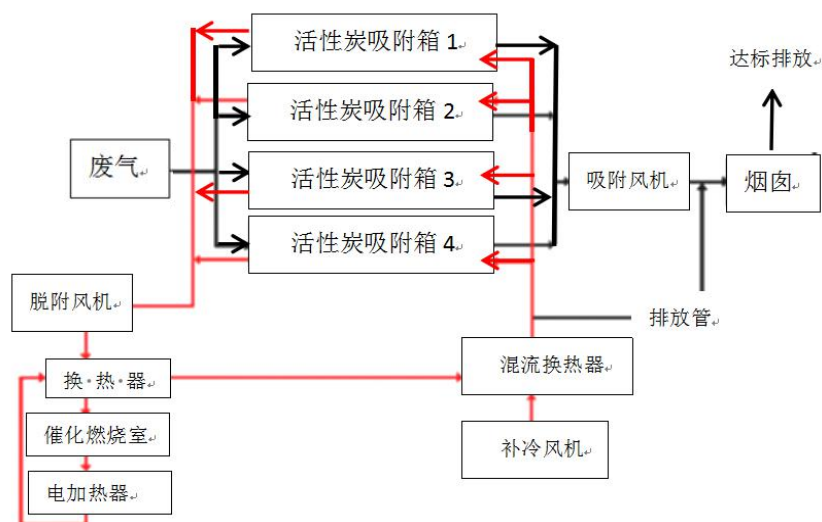 活性炭吸附箱 1
达标排放
活性炭吸附箱 2
废气
活性炭吸附箱 3
吸附风机
烟囱
活性炭吸附箱 4
脱附风机
排放管
换·热·器
混流换热器
催化燃烧室
补冷风机
电加热器